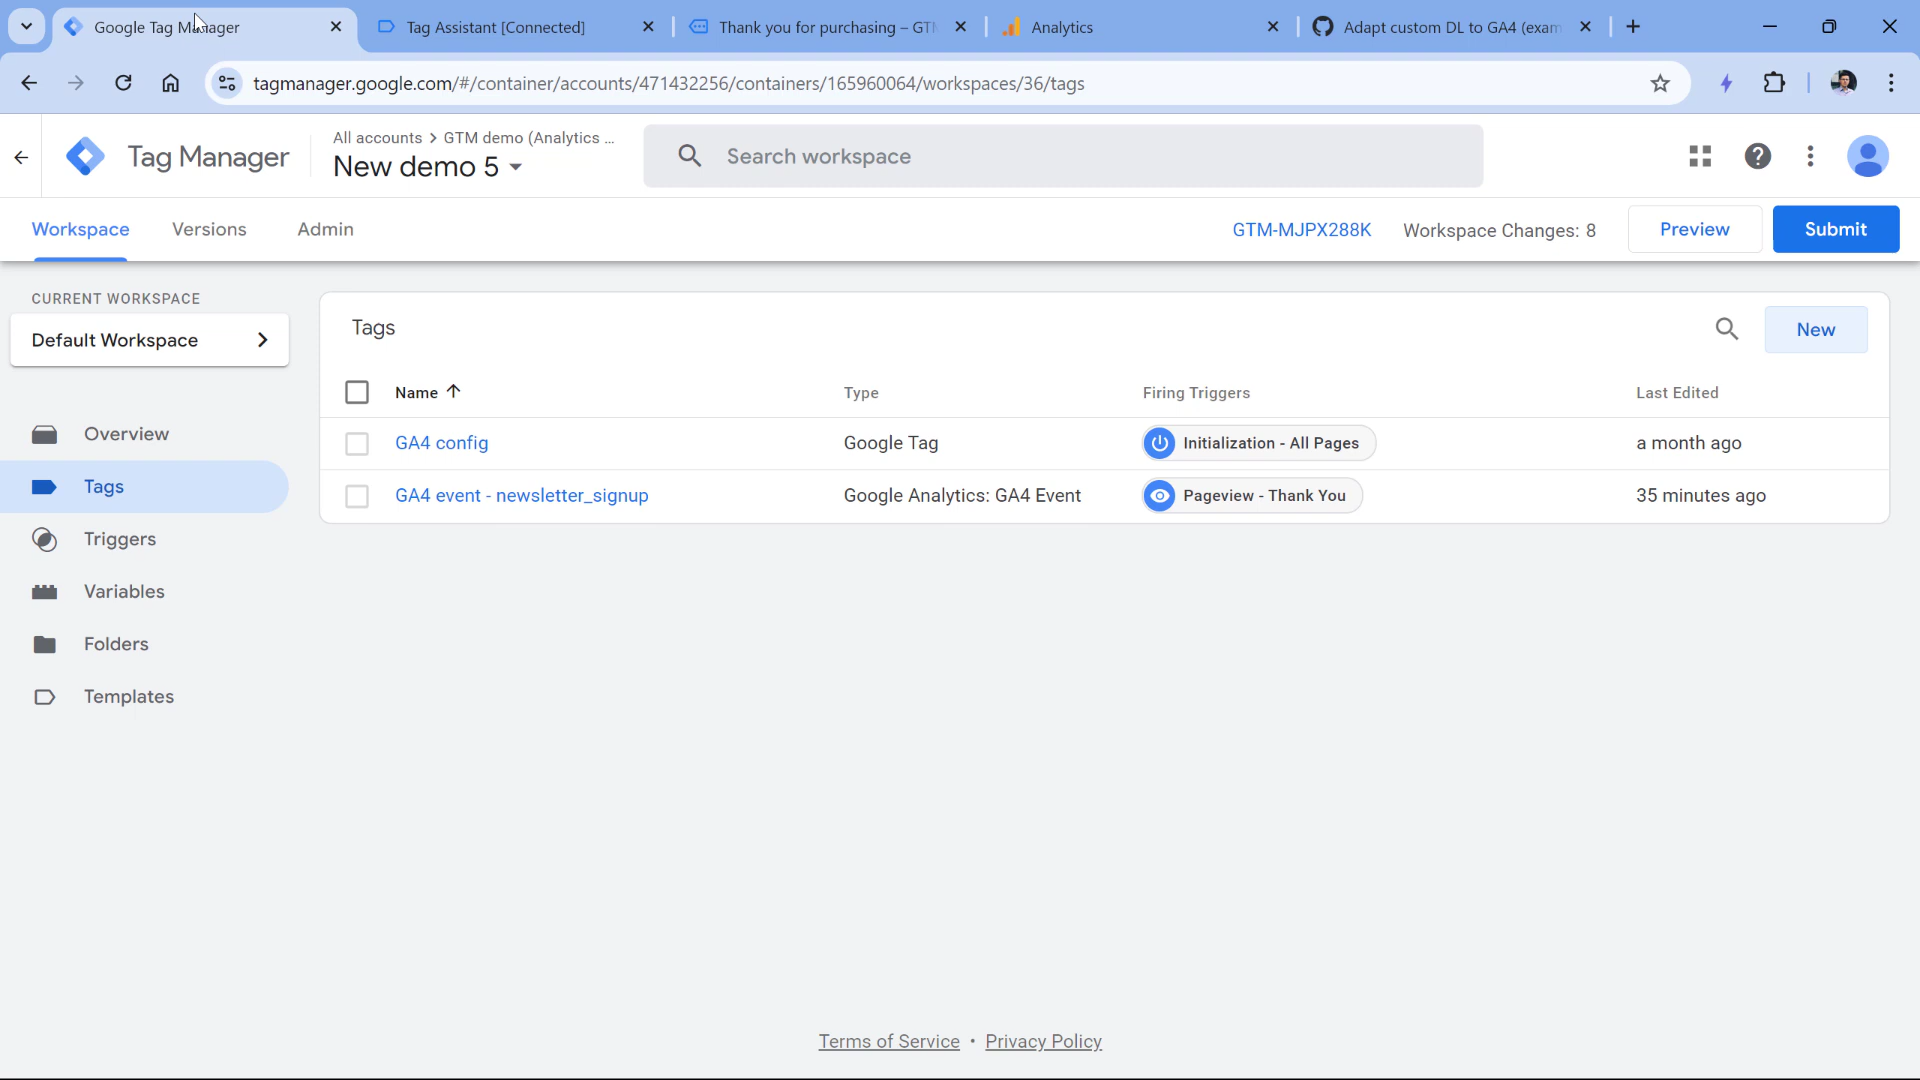 Google Tag Manager
Tag Assistant [Connected]
Thank you for purchasing – GTM
Analytics
Adapt custom DL to GA4 (exam
tagmanager.google.com/#/container/accounts/471432256/containers/165960064/workspaces/36/tags
Tag Manager
All accounts > GTM demo (Analytics ...
New demo 5
Search workspace
Workspace
Versions
Admin
GTM-MJPX288K
Workspace Changes: 8
Preview
Submit
CURRENT WORKSPACE
Default Workspace
Overview
Tags
Triggers
Variables
Folders
Templates
Tags
New
Name
Type
Firing Triggers
Last Edited
GA4 config
Google Tag
Initialization - All Pages
a month ago
GA4 event - newsletter_signup
Google Analytics: GA4 Event
Pageview - Thank You
35 minutes ago
Terms of Service • Privacy Policy